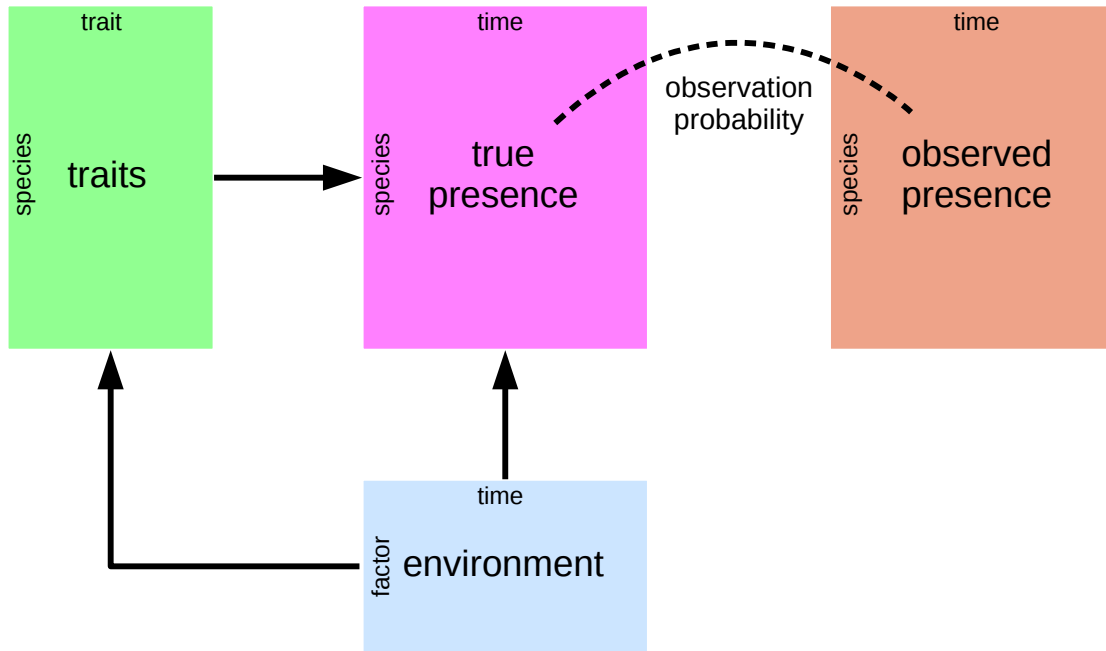 trait
species
traits
time
species
true
presence
observation
probability
time
species
observed
presence
time
factor
environment